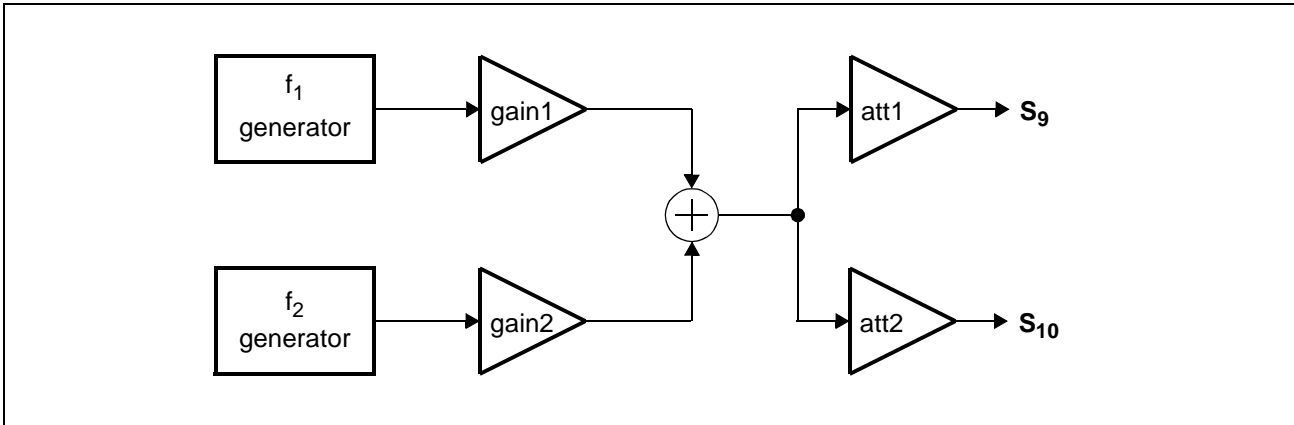 f1
generator
gain1
att1
S9
f2
generator
gain2
att2
S10